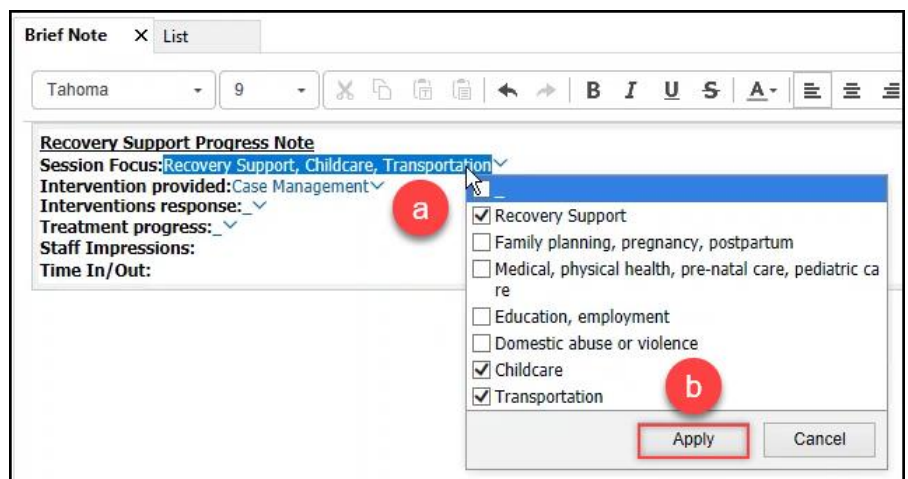 Brief Note X List
Tahoma 9 B I U S A
Recovery Support Progress Note
Session Focus:Recovery Support, Childcare, Transportation
Intervention provided:Case Management
Interventions response:_
Treatment progress:_
Staff Impressions:
Time In/Out:
a
_
Recovery Support
Family planning, pregnancy, postpartum
Medical, physical health, pre-natal care, pediatric ca
re
Education, employment
Domestic abuse or violence
Childcare
Transportation
b
Apply Cancel